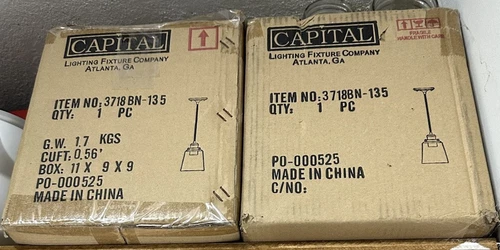 CAPITAL
LIGHTING FIXTURE COMPANY
ATLANTA, GA
ITEM NO: 3718BN-135
QTY: 1 PC
G.W. 1.7 KGS
CUFT: 0.56'
BOX: 11 X 9 X 9
PO-000525
MADE IN CHINA
CAPITAL
LIGHTING FIXTURE COMPANY
ATLANTA, GA
FRAGILE
HANDLE WITH CARE
ITEM NO: 3718BN-135
QTY: 1 PC
PO-000525
MADE IN CHINA
C/NO: